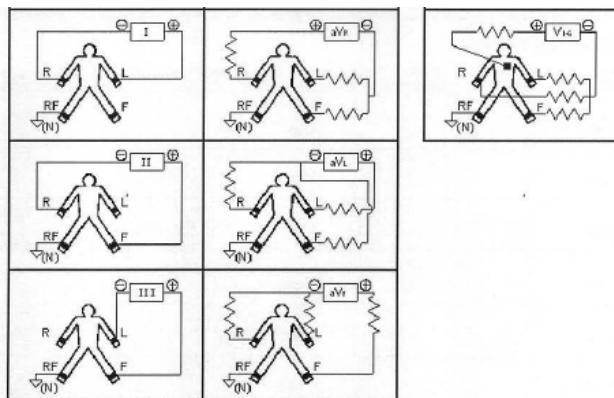 ⊖ I ⊕
R L
RF F
(N)
⊕ aVR ⊖
R L
RF F
(N)
⊕ V1-6 ⊖
R L
RF F
(N)
⊖ II ⊕
R L'
RF F
(N)
⊖ aVL ⊕
R L
RF F
(N)
⊖ III ⊕
R L
RF F
(N)
⊖ aVF ⊕
R L
RF F
(N)